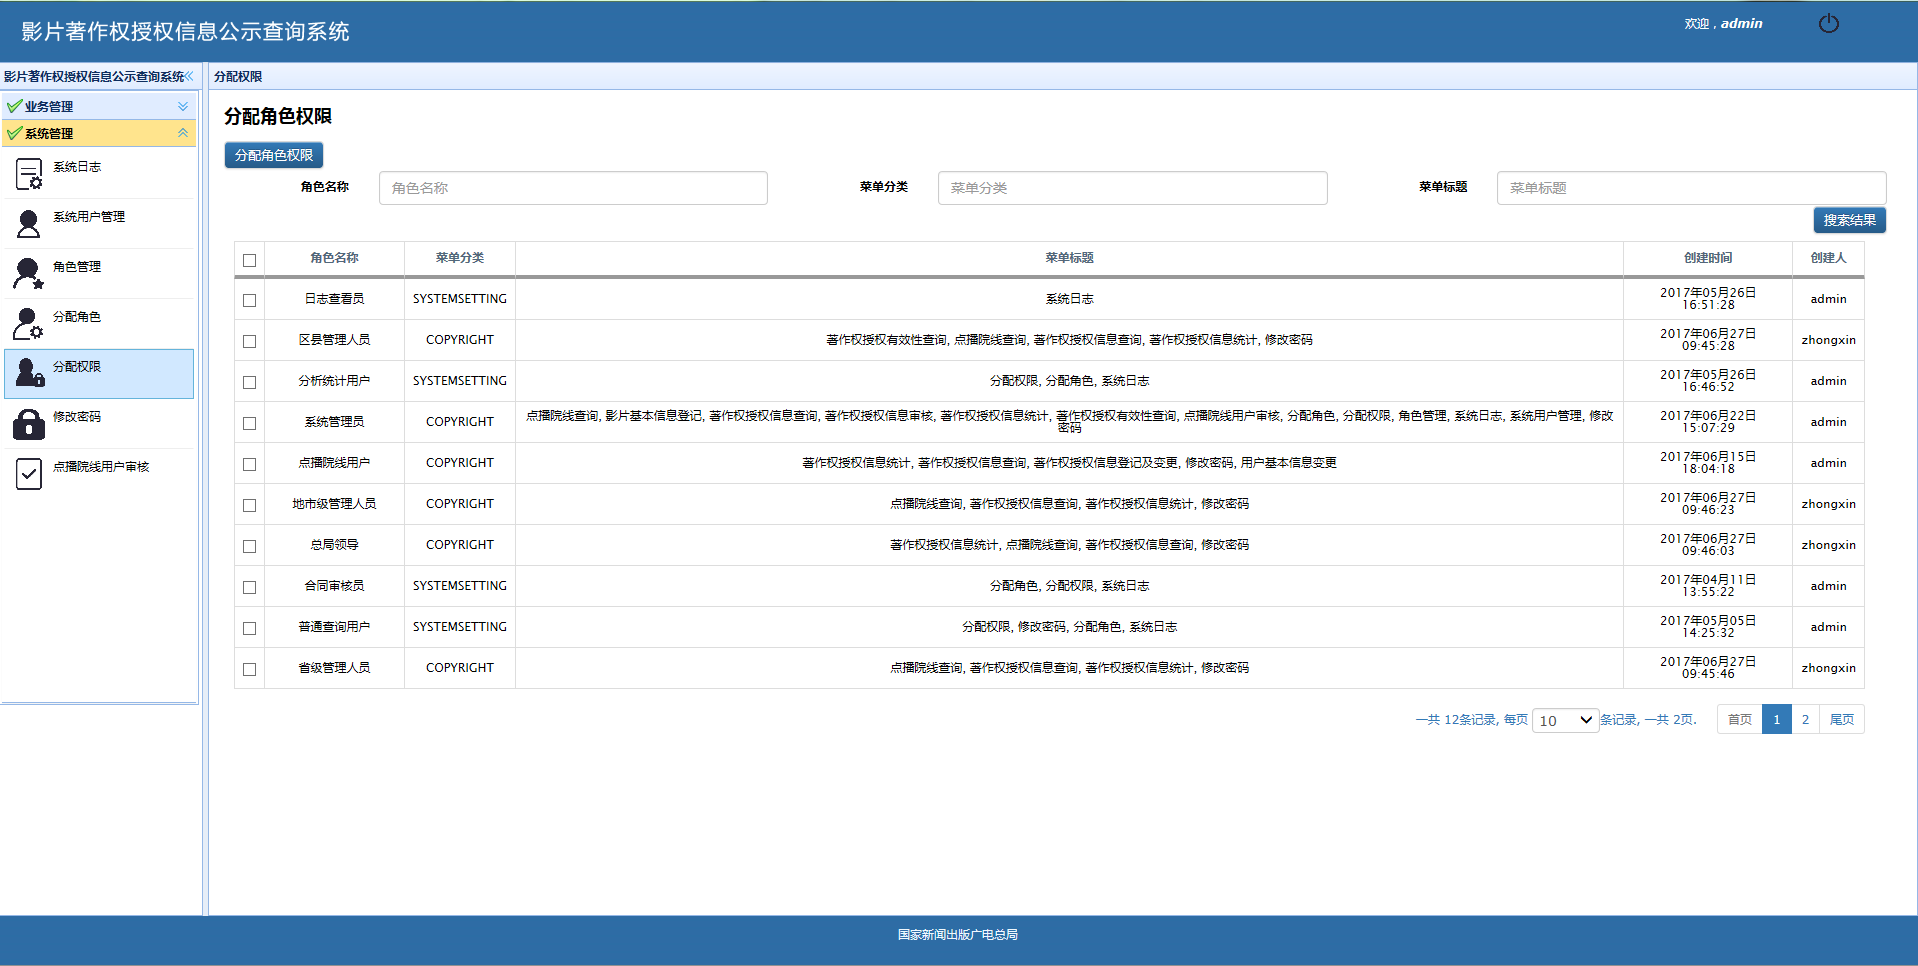 影片著作权授权信息公示查询系统
欢迎，admin
影片著作权授权信息公示查询系统
分配权限
业务管理
系统管理
系统日志
系统用户管理
角色管理
分配角色
分配权限
修改密码
点播院线用户审核
分配角色权限
分配角色权限
角色名称 角色名称 菜单分类 菜单分类 菜单标题 菜单标题
搜索结果
角色名称 菜单分类 菜单标题 创建时间 创建人
日志查看员 SYSTEMSETTING 系统日志 2017年05月26日 16:51:28 admin
区县管理人员 COPYRIGHT 著作权授权有效性查询, 点播院线查询, 著作权授权信息查询, 著作权授权信息统计, 修改密码 2017年06月27日 09:45:28 zhongxin
分析统计用户 SYSTEMSETTING 分配权限, 分配角色, 系统日志 2017年05月26日 16:46:52 admin
系统管理员 COPYRIGHT 点播院线查询, 影片基本信息登记, 著作权授权信息查询, 著作权授权信息审核, 著作权授权信息统计, 著作权授权有效性查询, 点播院线用户审核, 分配角色, 分配权限, 角色管理, 系统日志, 系统用户管理, 修改密码 2017年06月22日 15:07:29 admin
点播院线用户 COPYRIGHT 著作权授权信息统计, 著作权授权信息查询, 著作权授权信息登记及变更, 修改密码, 用户基本信息变更 2017年06月15日 18:04:18 admin
地市级管理人员 COPYRIGHT 点播院线查询, 著作权授权信息查询, 著作权授权信息统计, 修改密码 2017年06月27日 09:46:23 zhongxin
总局领导 COPYRIGHT 著作权授权信息统计, 点播院线查询, 著作权授权信息查询, 修改密码 2017年06月27日 09:46:03 zhongxin
合同审核员 SYSTEMSETTING 分配角色, 分配权限, 系统日志 2017年04月11日 13:55:22 admin
普通查询用户 SYSTEMSETTING 分配权限, 修改密码, 分配角色, 系统日志 2017年05月05日 14:25:32 admin
省级管理人员 COPYRIGHT 点播院线查询, 著作权授权信息查询, 著作权授权信息统计, 修改密码 2017年06月27日 09:45:46 zhongxin
一共 12条记录, 每页 10 条记录, 一共 2页. 首页 1 2 尾页
国家新闻出版广电总局